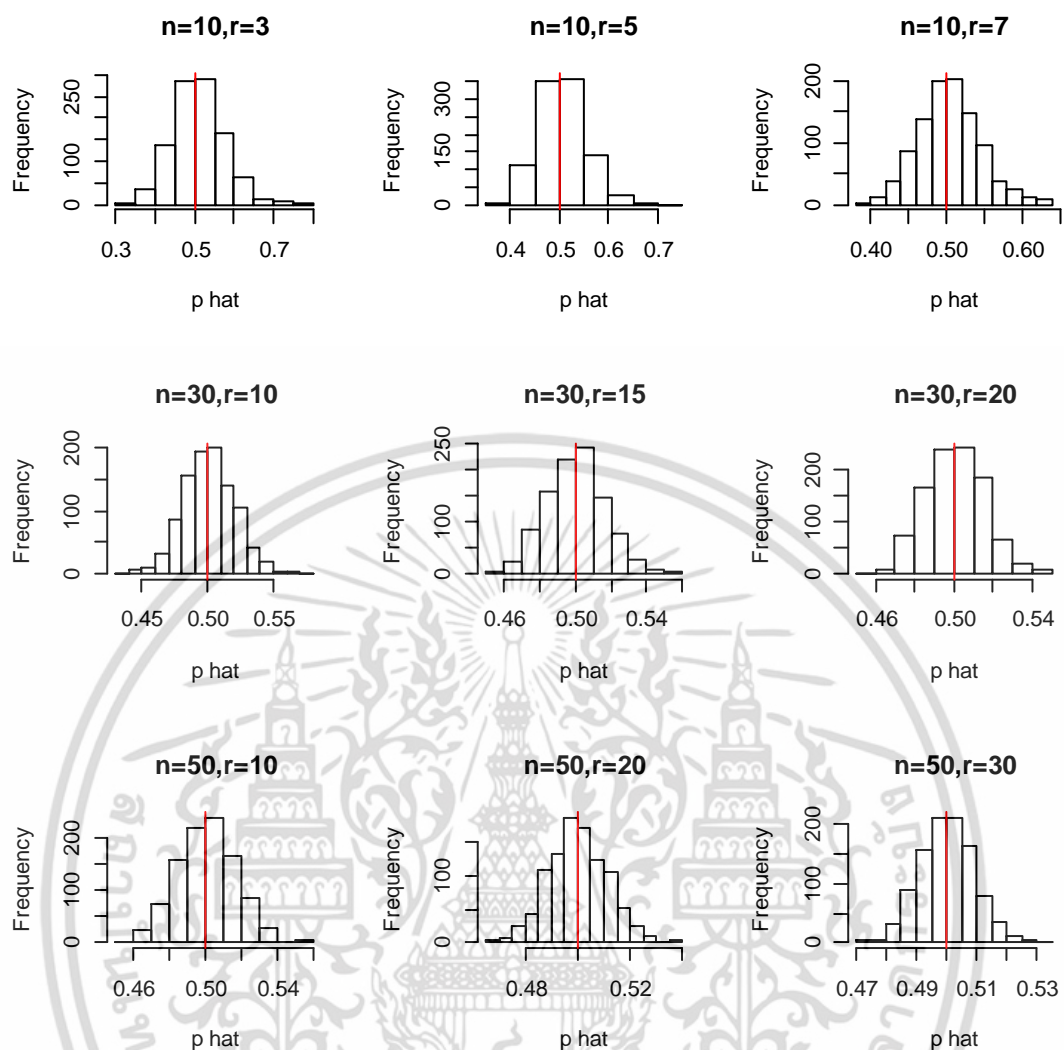 n=10,r=3
Frequency
0 100 250
0.3 0.5 0.7
p hat
n=10,r=5
Frequency
0 150 300
0.4 0.5 0.6 0.7
p hat
n=10,r=7
Frequency
0 100 200
0.40 0.50 0.60
p hat
n=30,r=10
Frequency
0 100 200
0.45 0.50 0.55
p hat
n=30,r=15
Frequency
0 100 250
0.46 0.50 0.54
p hat
n=30,r=20
Frequency
0 100 200
0.46 0.50 0.54
p hat
n=50,r=10
Frequency
0 100 200
0.46 0.50 0.54
p hat
n=50,r=20
Frequency
0 100
0.48 0.52
p hat
n=50,r=30
Frequency
0 100 200
0.47 0.49 0.51 0.53
p hat